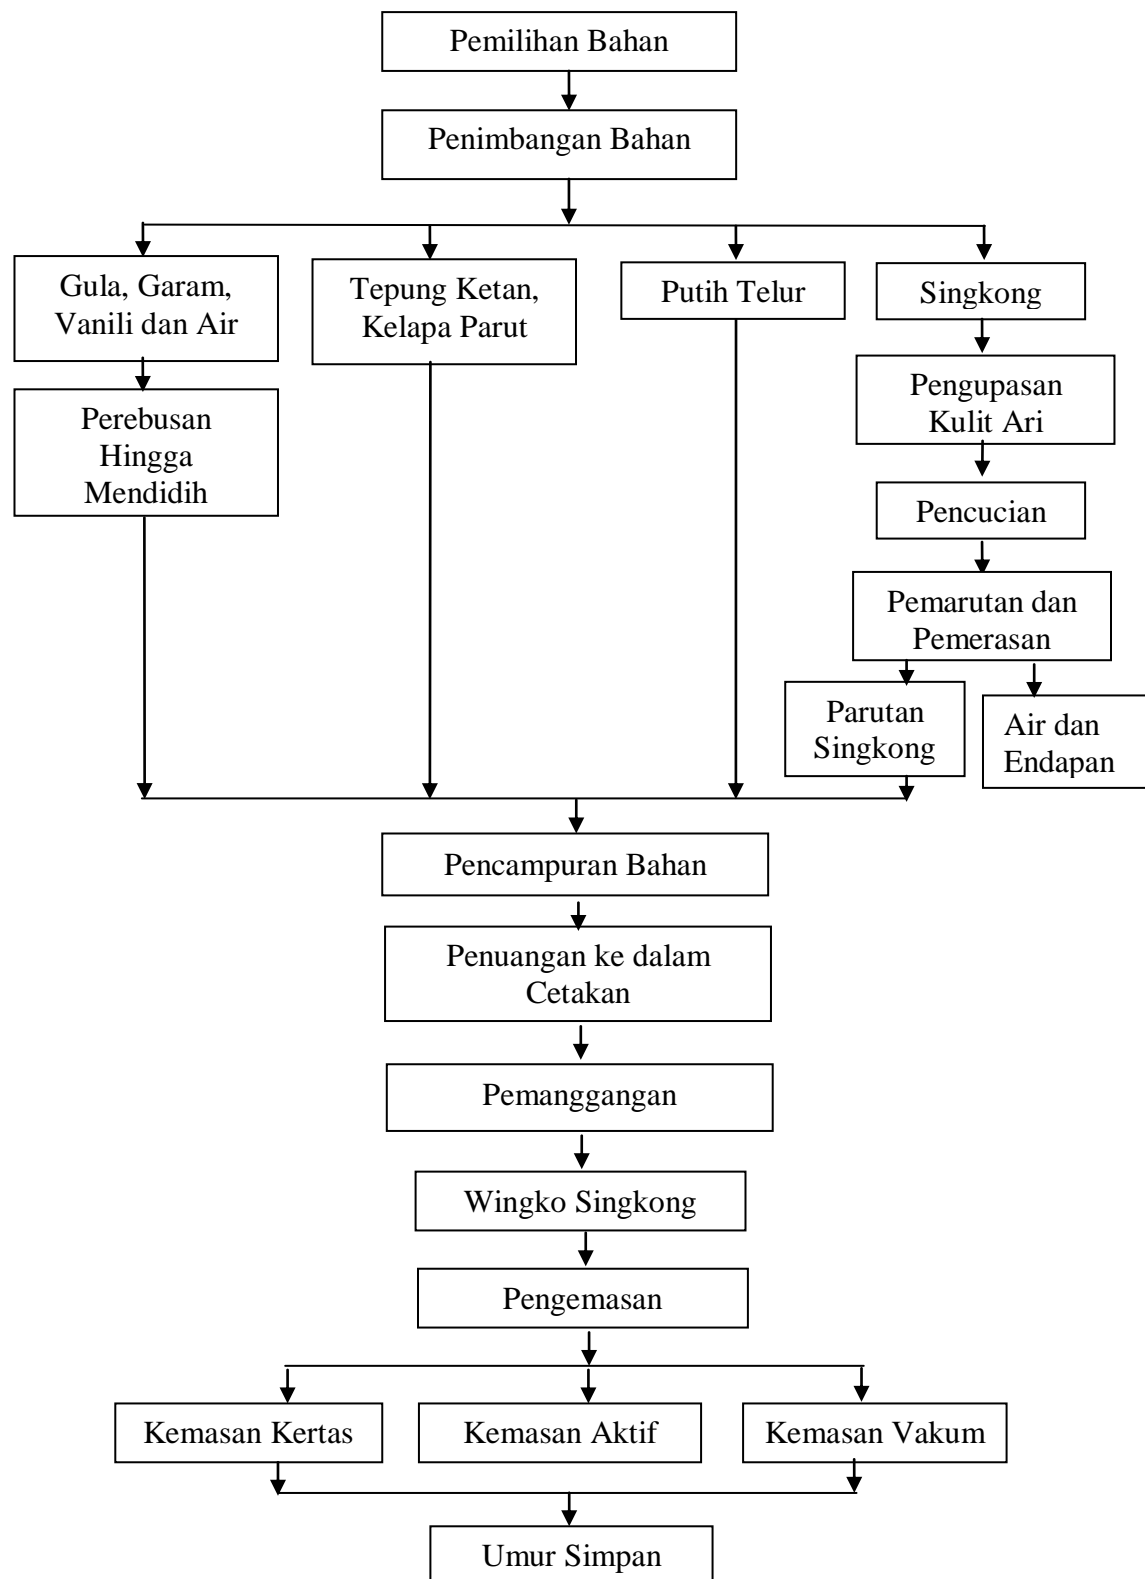 Pemilihan Bahan
Penimbangan Bahan
Gula, Garam,
Vanili dan Air
Tepung Ketan,
Kelapa Parut
Putih Telur
Singkong
Perebusan
Hingga
Mendidih
Pengupasan
Kulit Ari
Pencucian
Pemarutan dan
Pemerasan
Parutan
Singkong
Air dan
Endapan
Pencampuran Bahan
Penuangan ke dalam
Cetakan
Pemanggangan
Wingko Singkong
Pengemasan
Kemasan Kertas
Kemasan Aktif
Kemasan Vakum
Umur Simpan